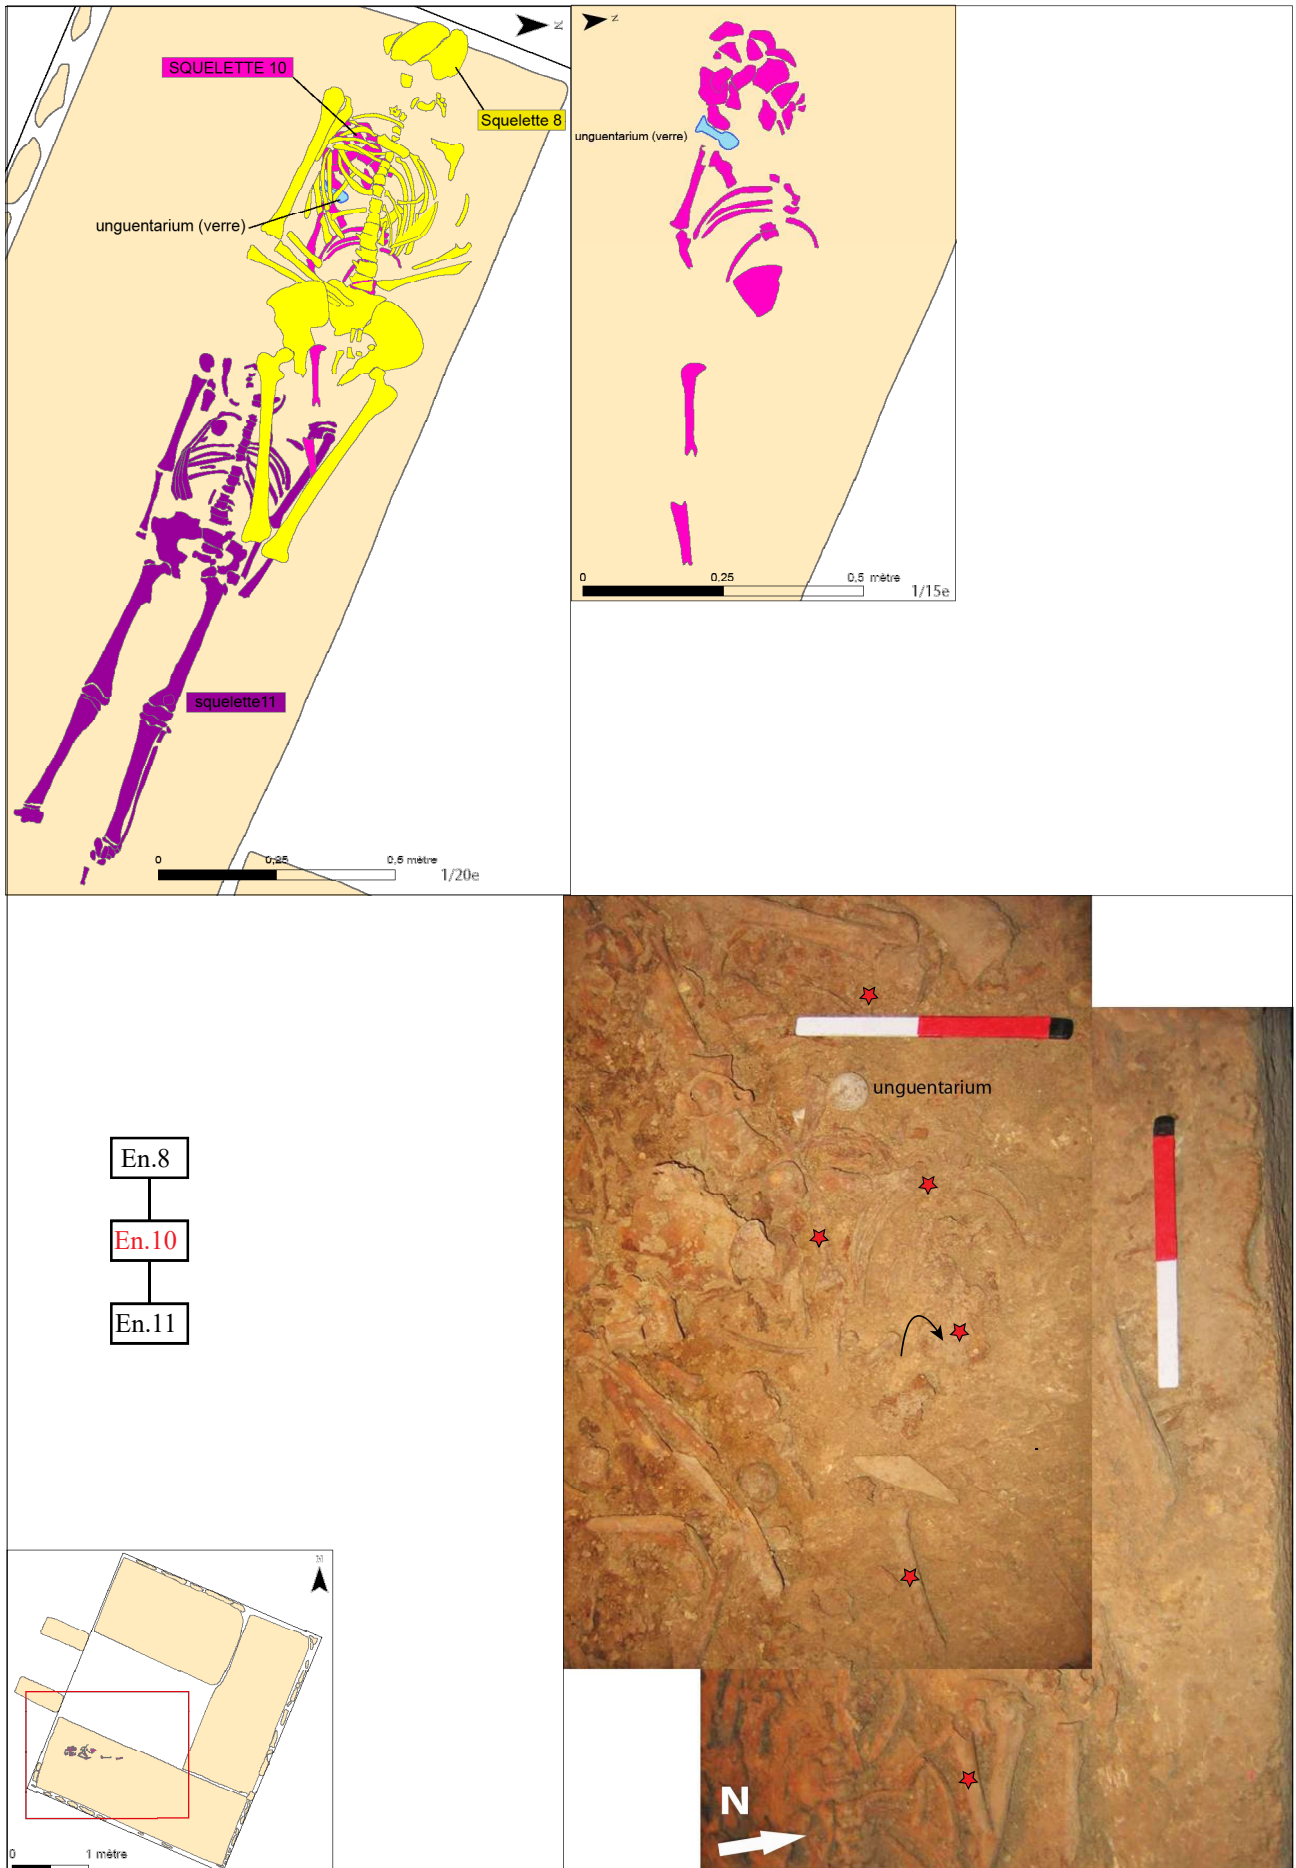 N
SQUELETTE 10
Squelette 8
unguentarium (verre)
squelette11
0 0,25 0,5 mètre
1/20e
N
unguentarium (verre)
0 0,25 0,5 mètre
1/15e
En.8
En.10
En.11
unguentarium
N
N
0 1 mètre